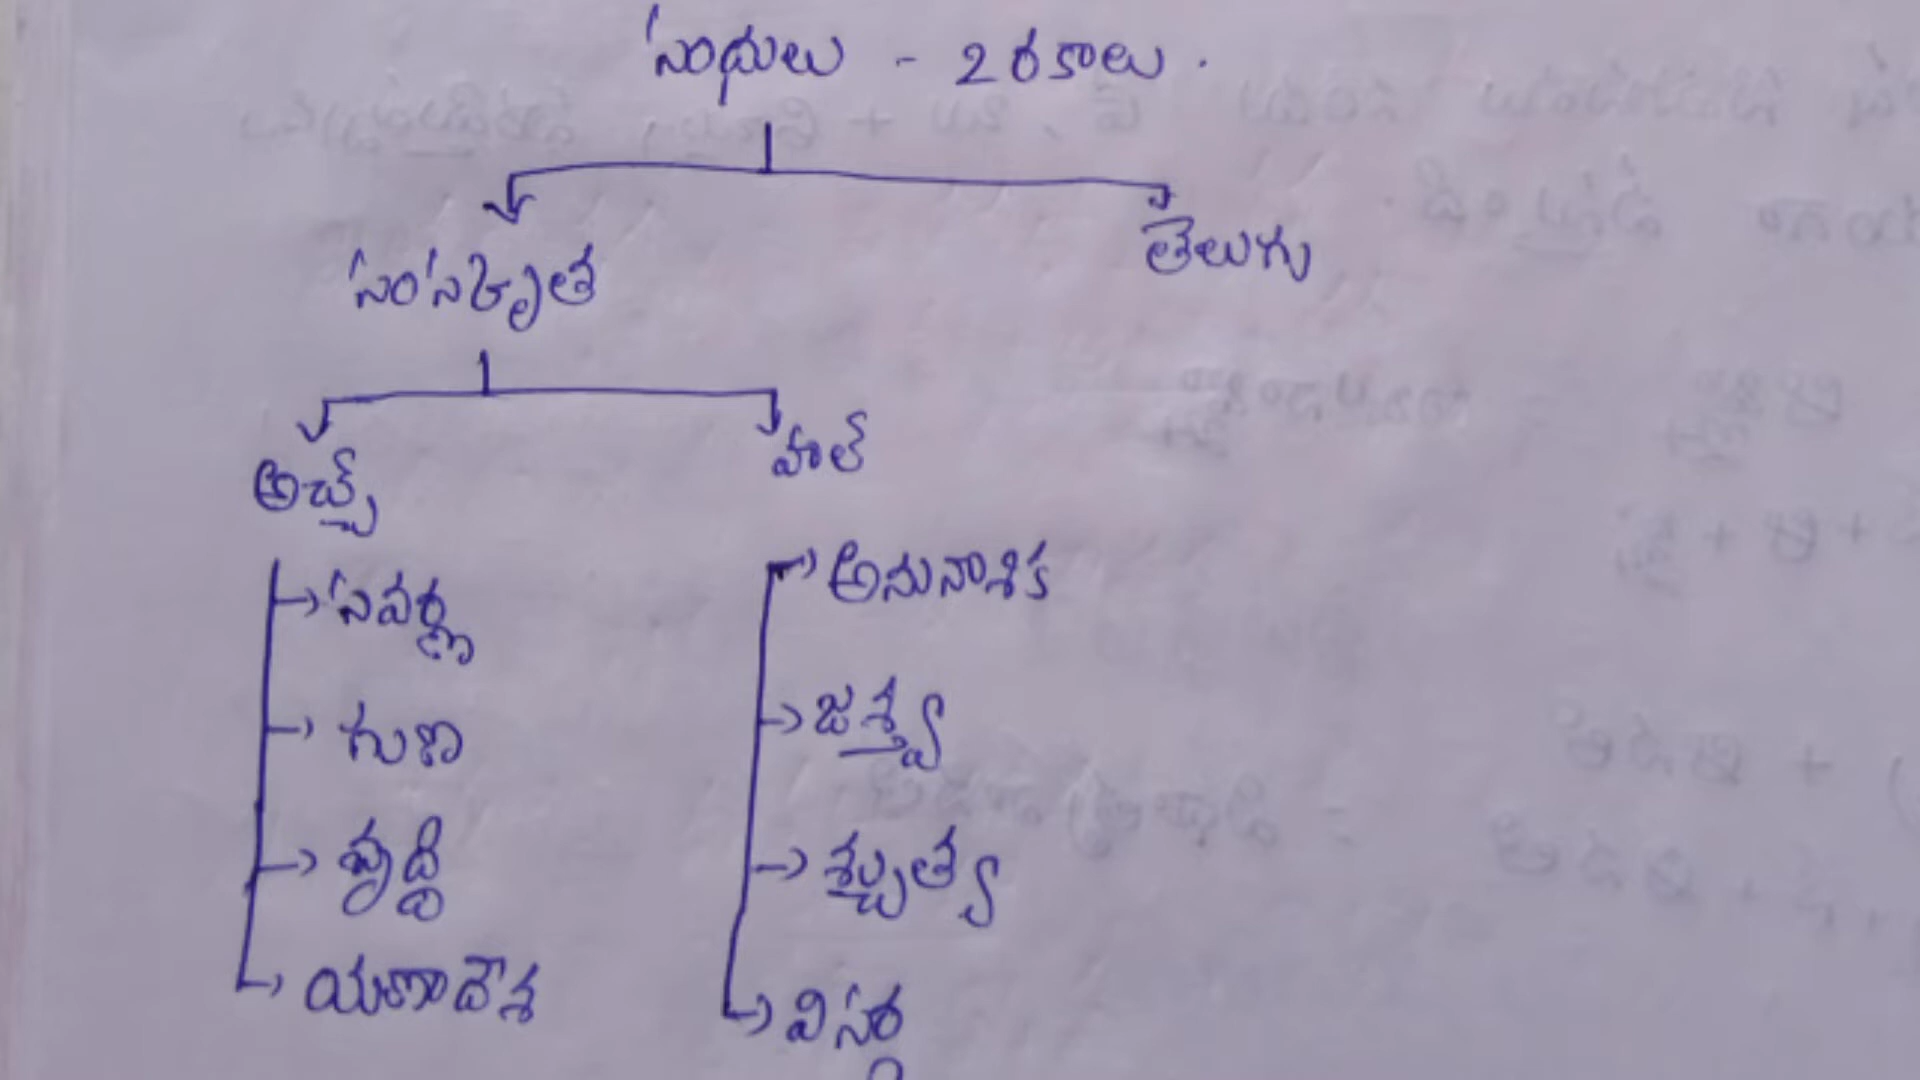 సంధులు - 2 రకాలు.
సంస్కృత
తెలుగు
అచ్చ్
హల్
సవర్ణ
గుణ
వృద్ధి
యణాదేశ
అనునాశిక
జశ్త్వ
శ్చుత్వ
విసర్గ